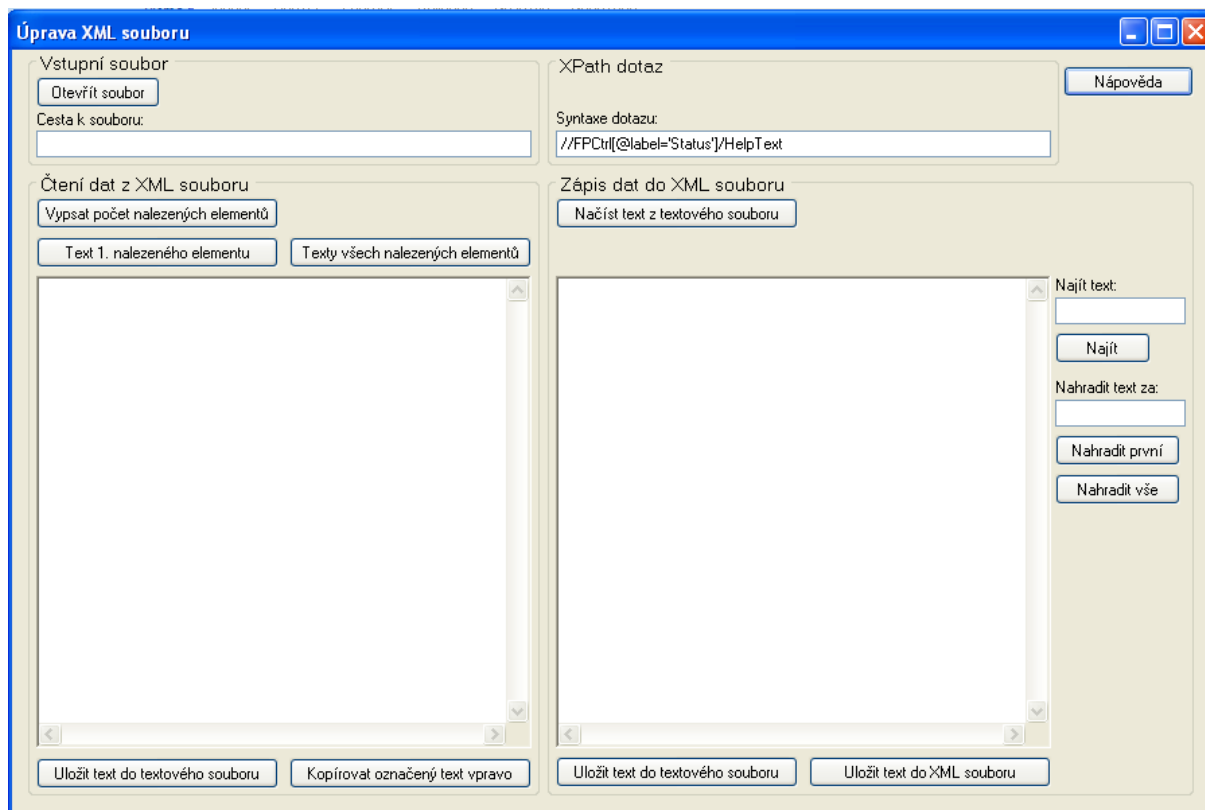 Úprava XML souboru
Vstupní soubor
Otevřít soubor
Cesta k souboru:
XPath dotaz
Syntaxe dotazu:
//FPCtrl[@label='Status']/HelpText
Nápověda
Čtení dat z XML souboru
Vypsat počet nalezených elementů
Text 1. nalezeného elementu
Texty všech nalezených elementů
Uložit text do textového souboru
Kopírovat označený text vpravo
Zápis dat do XML souboru
Načíst text z textového souboru
Najít text:
Najít
Nahradit text za:
Nahradit první
Nahradit vše
Uložit text do textového souboru
Uložit text do XML souboru